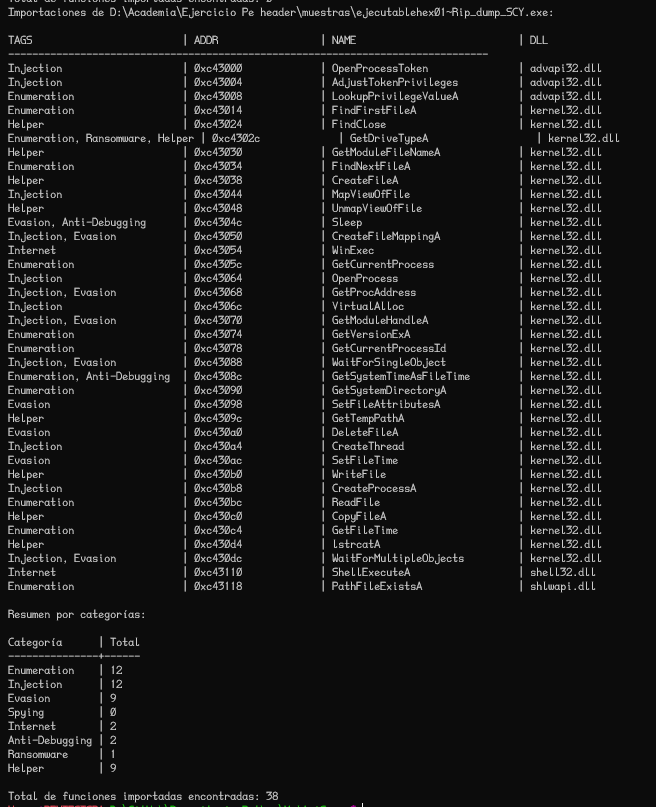 Total de funciones importadas encontradas: 0
Importaciones de D:\Academia\Ejercicio Pe header\muestras\ejecutablehex01~Rip_dump_SCY.exe:
TAGS | ADDR | NAME | DLL
Injection | 0xc43000 | OpenProcessToken | advapi32.dll
Injection | 0xc43004 | AdjustTokenPrivileges | advapi32.dll
Enumeration | 0xc43008 | LookupPrivilegeValueA | advapi32.dll
Enumeration | 0xc43014 | FindFirstFileA | kernel32.dll
Helper | 0xc43024 | FindClose | kernel32.dll
Enumeration, Ransomware, Helper | 0xc4302c | GetDriveTypeA | kernel32.dll
Helper | 0xc43030 | GetModuleFileNameA | kernel32.dll
Enumeration | 0xc43034 | FindNextFileA | kernel32.dll
Helper | 0xc43038 | CreateFileA | kernel32.dll
Injection | 0xc43044 | MapViewOfFile | kernel32.dll
Helper | 0xc43048 | UnmapViewOfFile | kernel32.dll
Evasion, Anti-Debugging | 0xc4304c | Sleep | kernel32.dll
Injection, Evasion | 0xc43050 | CreateFileMappingA | kernel32.dll
Internet | 0xc43054 | WinExec | kernel32.dll
Enumeration | 0xc4305c | GetCurrentProcess | kernel32.dll
Injection | 0xc43064 | OpenProcess | kernel32.dll
Injection, Evasion | 0xc43068 | GetProcAddress | kernel32.dll
Injection | 0xc4306c | VirtualAlloc | kernel32.dll
Injection, Evasion | 0xc43070 | GetModuleHandleA | kernel32.dll
Enumeration | 0xc43074 | GetVersionExA | kernel32.dll
Enumeration | 0xc43078 | GetCurrentProcessId | kernel32.dll
Injection, Evasion | 0xc43088 | WaitForSingleObject | kernel32.dll
Enumeration, Anti-Debugging | 0xc4308c | GetSystemTimeAsFileTime | kernel32.dll
Enumeration | 0xc43090 | GetSystemDirectoryA | kernel32.dll
Evasion | 0xc43098 | SetFileAttributesA | kernel32.dll
Helper | 0xc4309c | GetTempPathA | kernel32.dll
Evasion | 0xc430a0 | DeleteFileA | kernel32.dll
Injection | 0xc430a4 | CreateThread | kernel32.dll
Evasion | 0xc430ac | SetFileTime | kernel32.dll
Helper | 0xc430b0 | WriteFile | kernel32.dll
Injection | 0xc430b8 | CreateProcessA | kernel32.dll
Enumeration | 0xc430bc | ReadFile | kernel32.dll
Helper | 0xc430c0 | CopyFileA | kernel32.dll
Enumeration | 0xc430c4 | GetFileTime | kernel32.dll
Helper | 0xc430d4 | lstrcatA | kernel32.dll
Injection, Evasion | 0xc430dc | WaitForMultipleObjects | kernel32.dll
Internet | 0xc43110 | ShellExecuteA | shell32.dll
Enumeration | 0xc43118 | PathFileExistsA | shlwapi.dll
Resumen por categorías:
Categoría | Total
Enumeration | 12
Injection | 12
Evasion | 9
Spying | 0
Internet | 2
Anti-Debugging | 2
Ransomware | 1
Helper | 9
Total de funciones importadas encontradas: 38